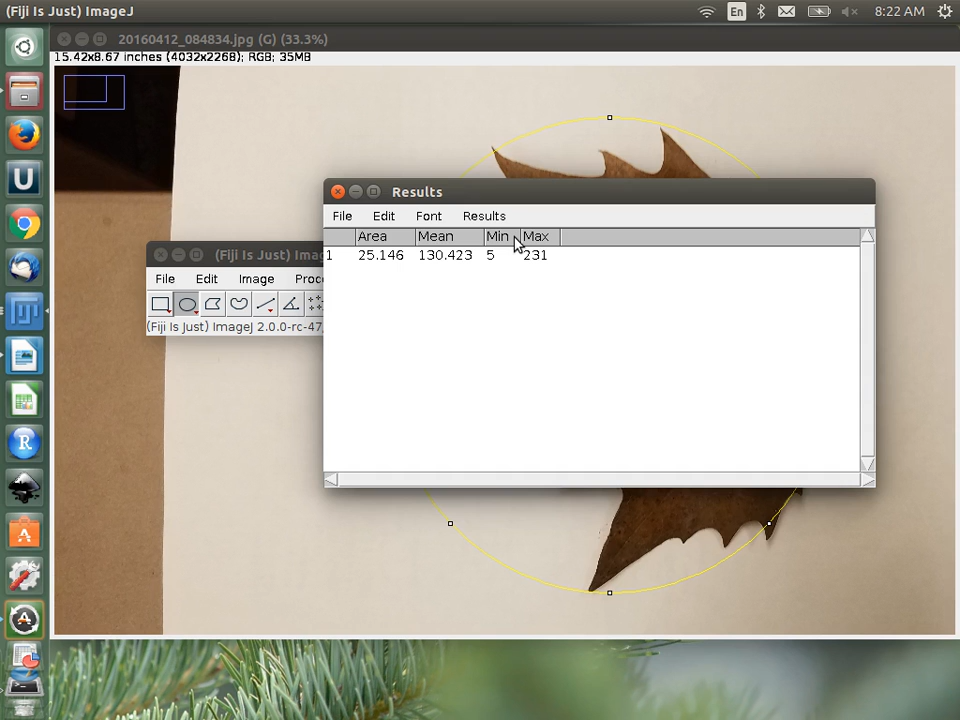 (Fiji Is Just) ImageJ
En
8:22 AM
20160412_084834.jpg (G) (33.3%)
15.42x8.67 inches (4032x2268); RGB; 35MB
Results
File Edit Font Results
Area Mean Min Max
1 25.146 130.423 5 231
(Fiji Is Just)
File Edit Image
(Fiji Is Just) ImageJ 2.0.0-rc-47
U
R
A
A